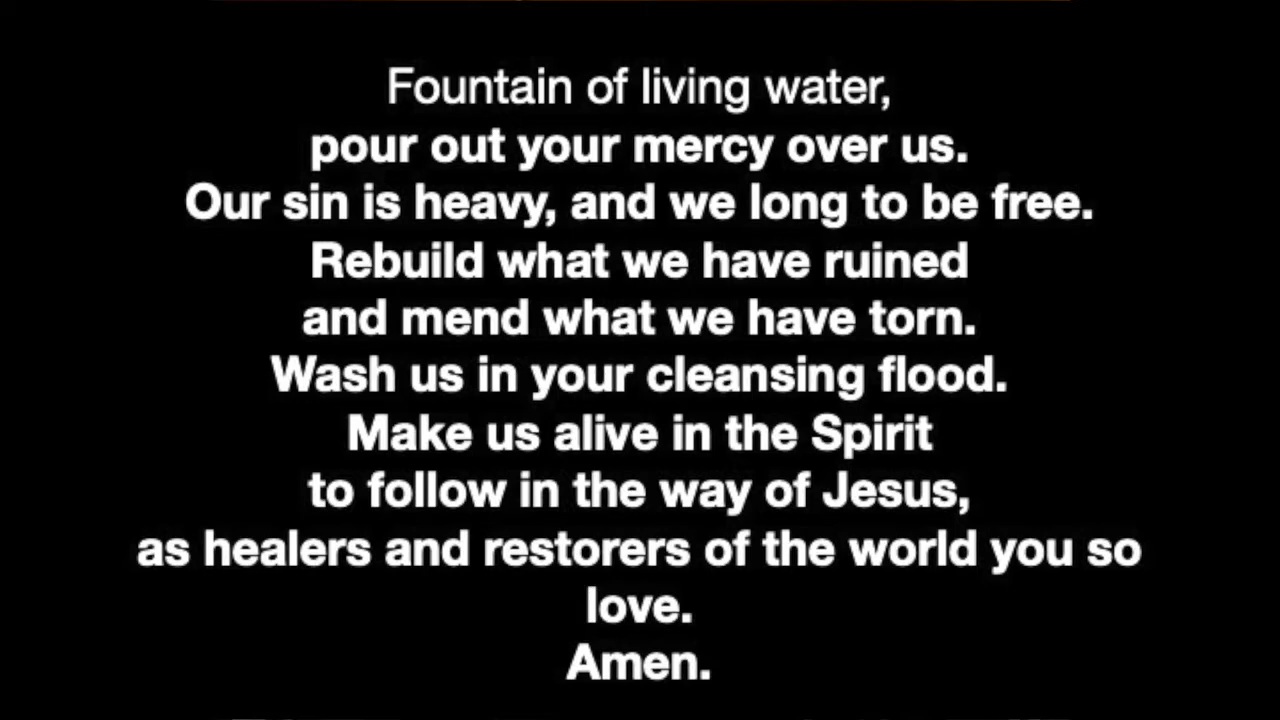 Fountain of living water,
pour out your mercy over us.
Our sin is heavy, and we long to be free.
Rebuild what we have ruined
and mend what we have torn.
Wash us in your cleansing flood.
Make us alive in the Spirit
to follow in the way of Jesus,
as healers and restorers of the world you so
love.
Amen.